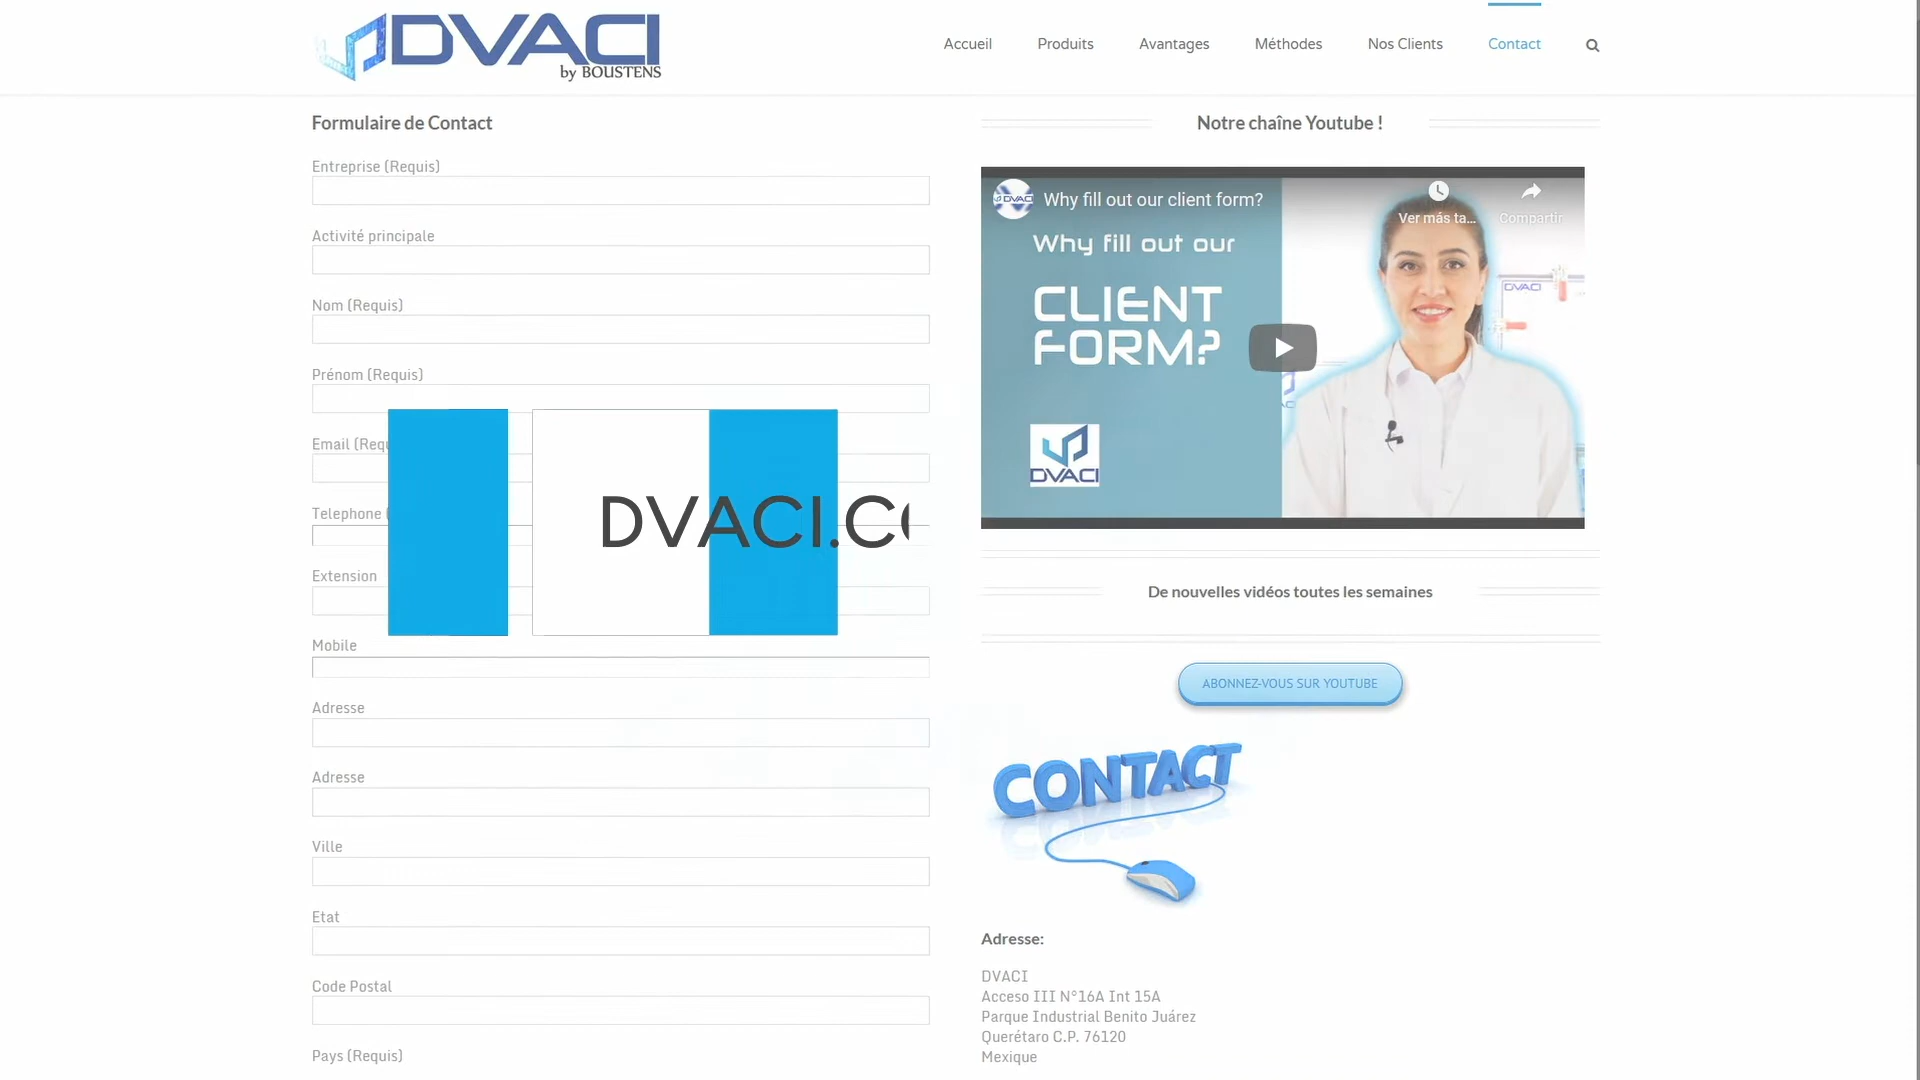 DVACI
by BOUSTENS
Accueil
Produits
Avantages
Méthodes
Nos Clients
Contact
Formulaire de Contact
Entreprise (Requis)
Activité principale
Nom (Requis)
Prénom (Requis)
Email (Requ
Telephone (
Extension
Mobile
Adresse
Adresse
Ville
Etat
Code Postal
Pays (Requis)
DVACI.CO
Notre chaîne Youtube !
DVACI
Why fill out our client form?
Ver más ta...
Compartir
Why fill out our
CLIENT
FORM?
DVACI
DVACI
De nouvelles vidéos toutes les semaines
ABONNEZ-VOUS SUR YOUTUBE
CONTACT
Adresse:
DVACI
Acceso III N°16A Int 15A
Parque Industrial Benito Juárez
Querétaro C.P. 76120
Mexique